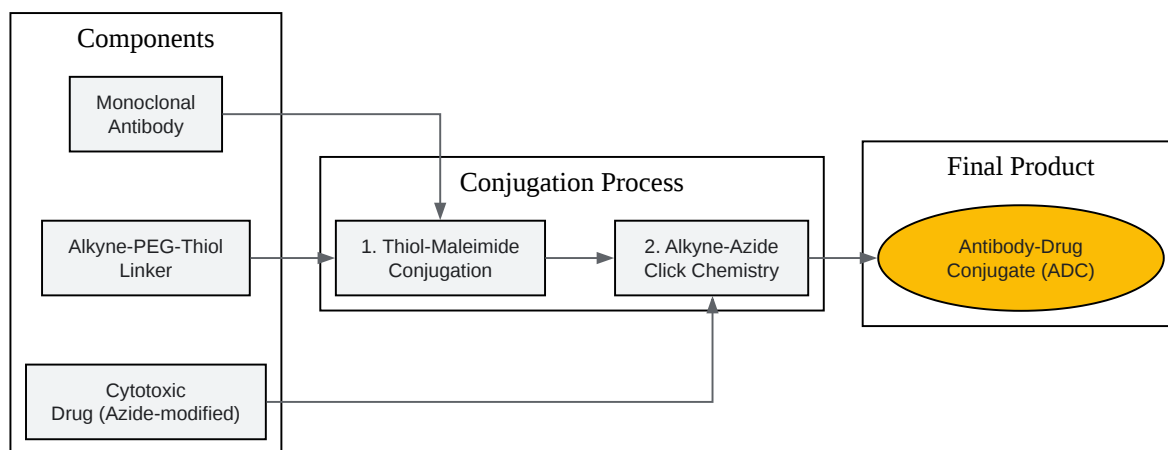 Components
Monoclonal
Antibody
Alkyne-PEG-Thiol
Linker
Cytotoxic
Drug (Azide-modified)
Conjugation Process
1. Thiol-Maleimide
Conjugation
2. Alkyne-Azide
Click Chemistry
Final Product
Antibody-Drug
Conjugate (ADC)